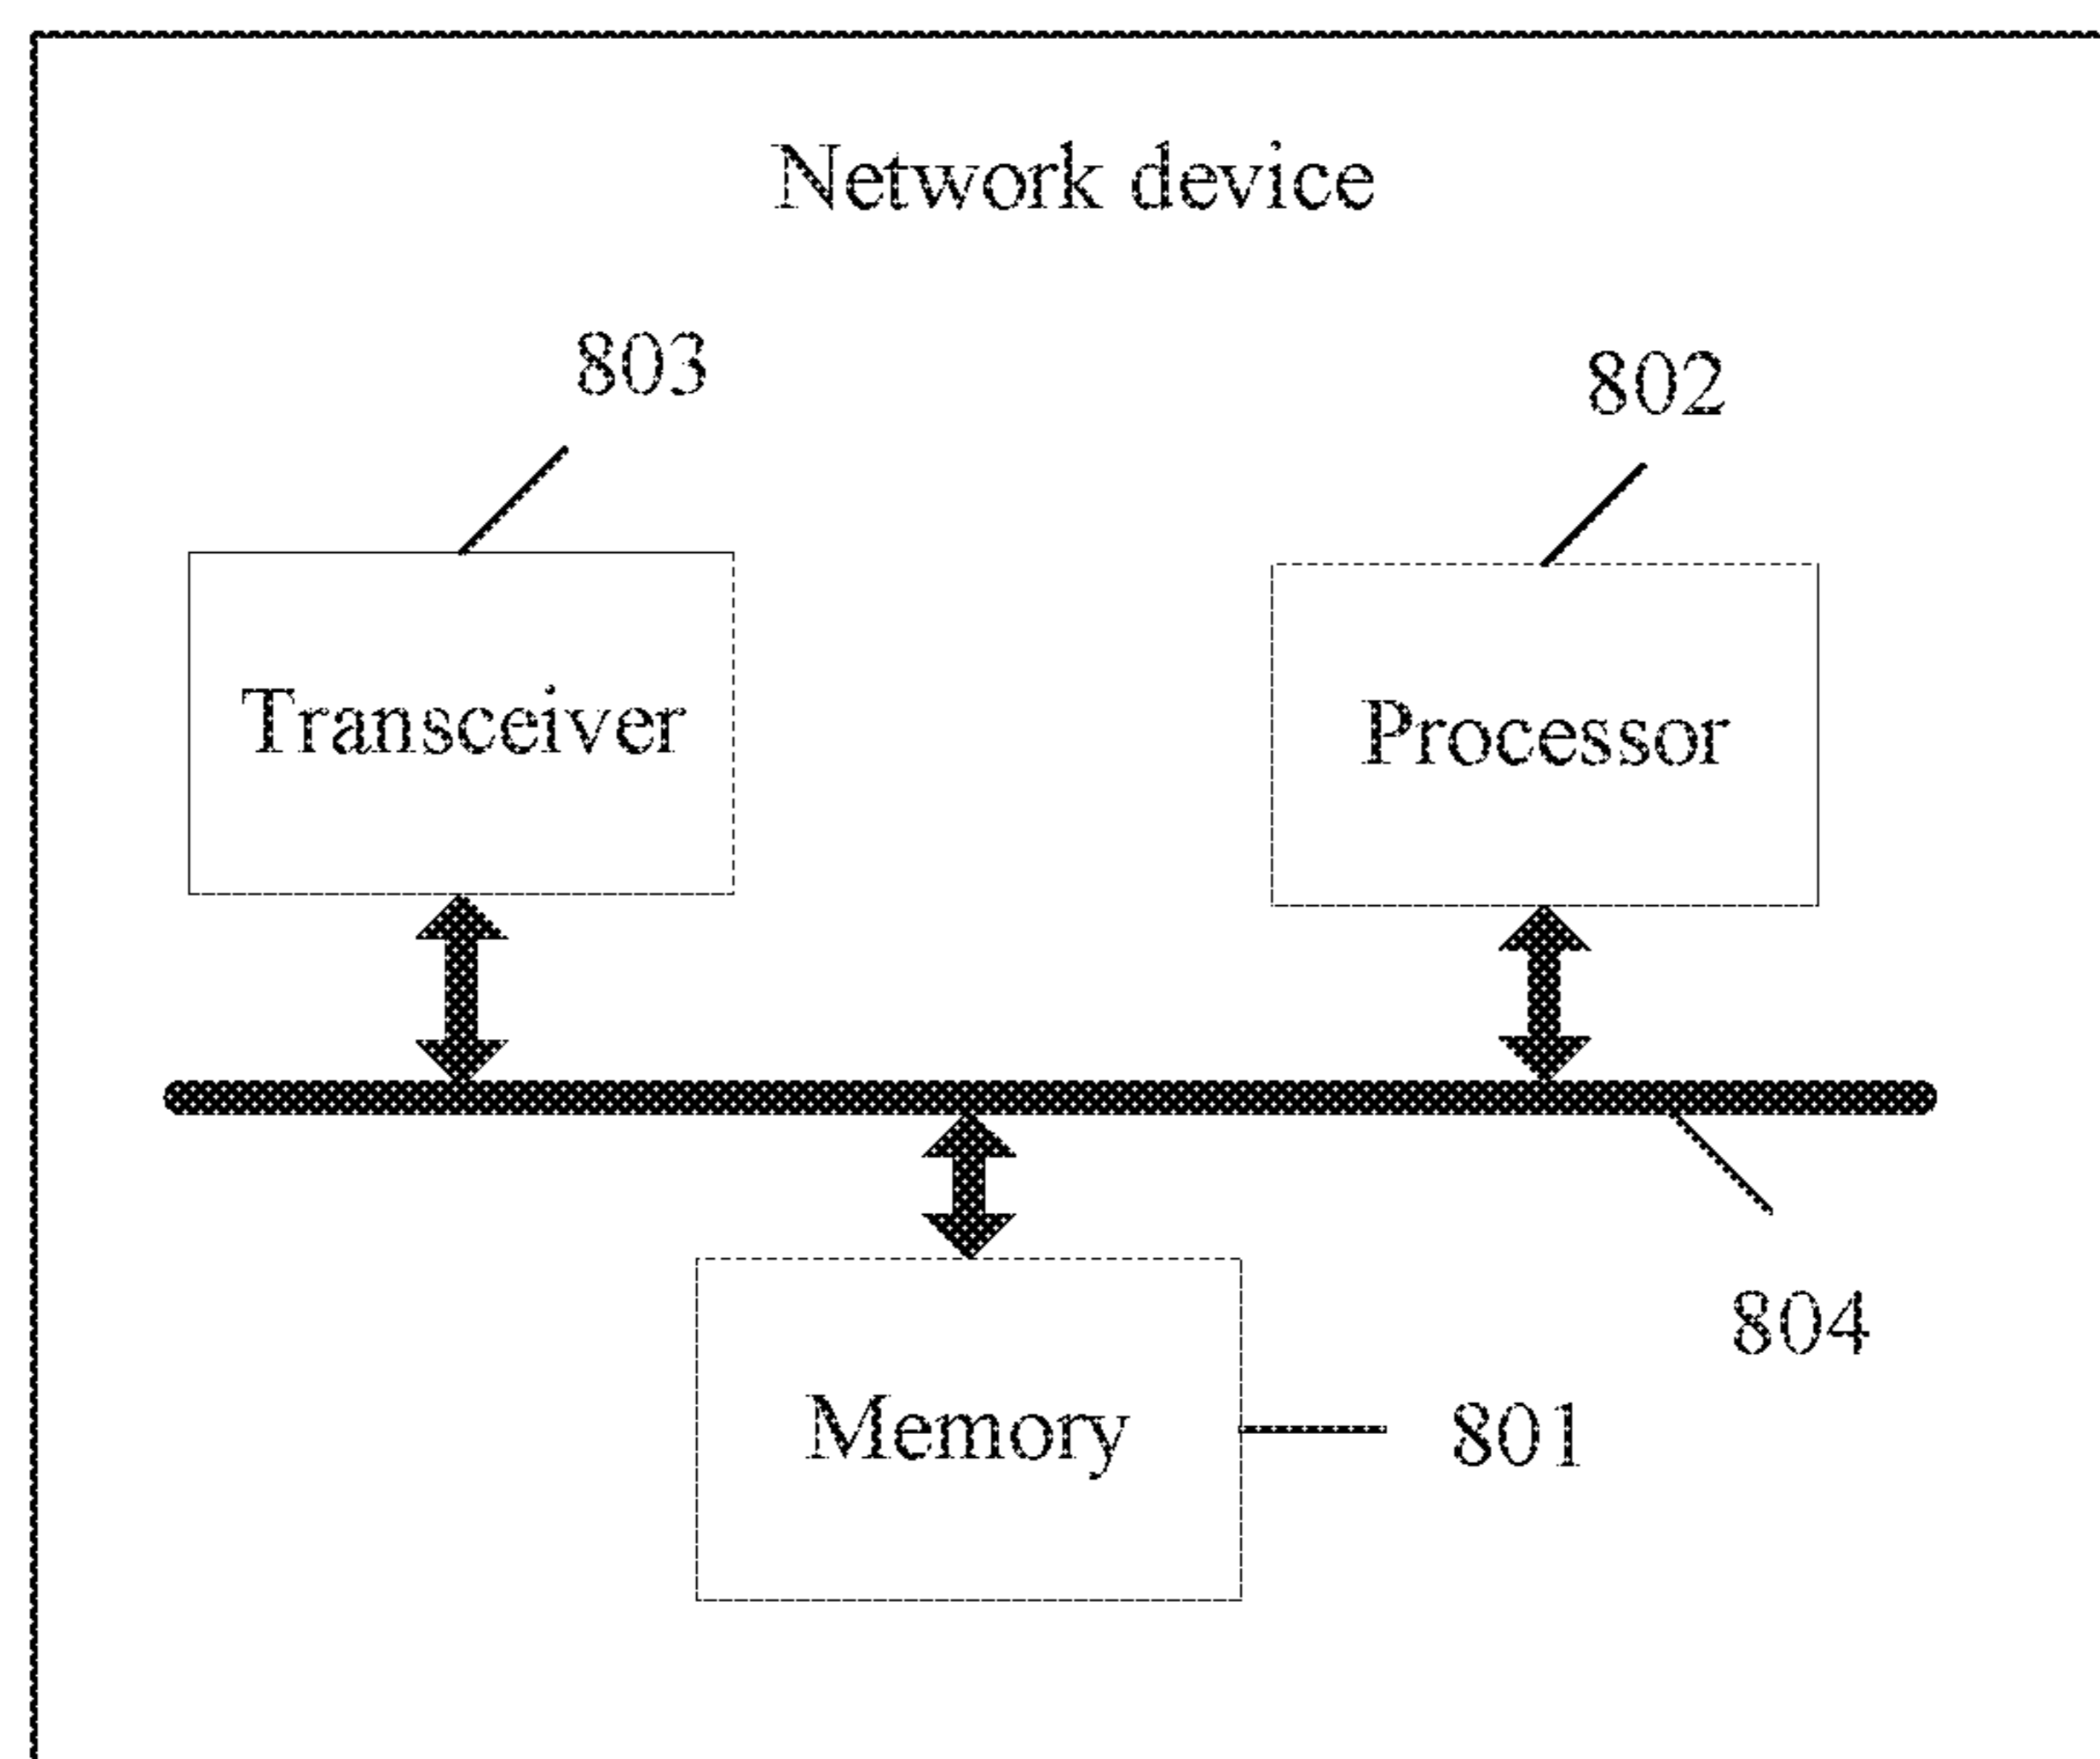 Network device
803
802
Transceiver
Processor
804
Memory
801